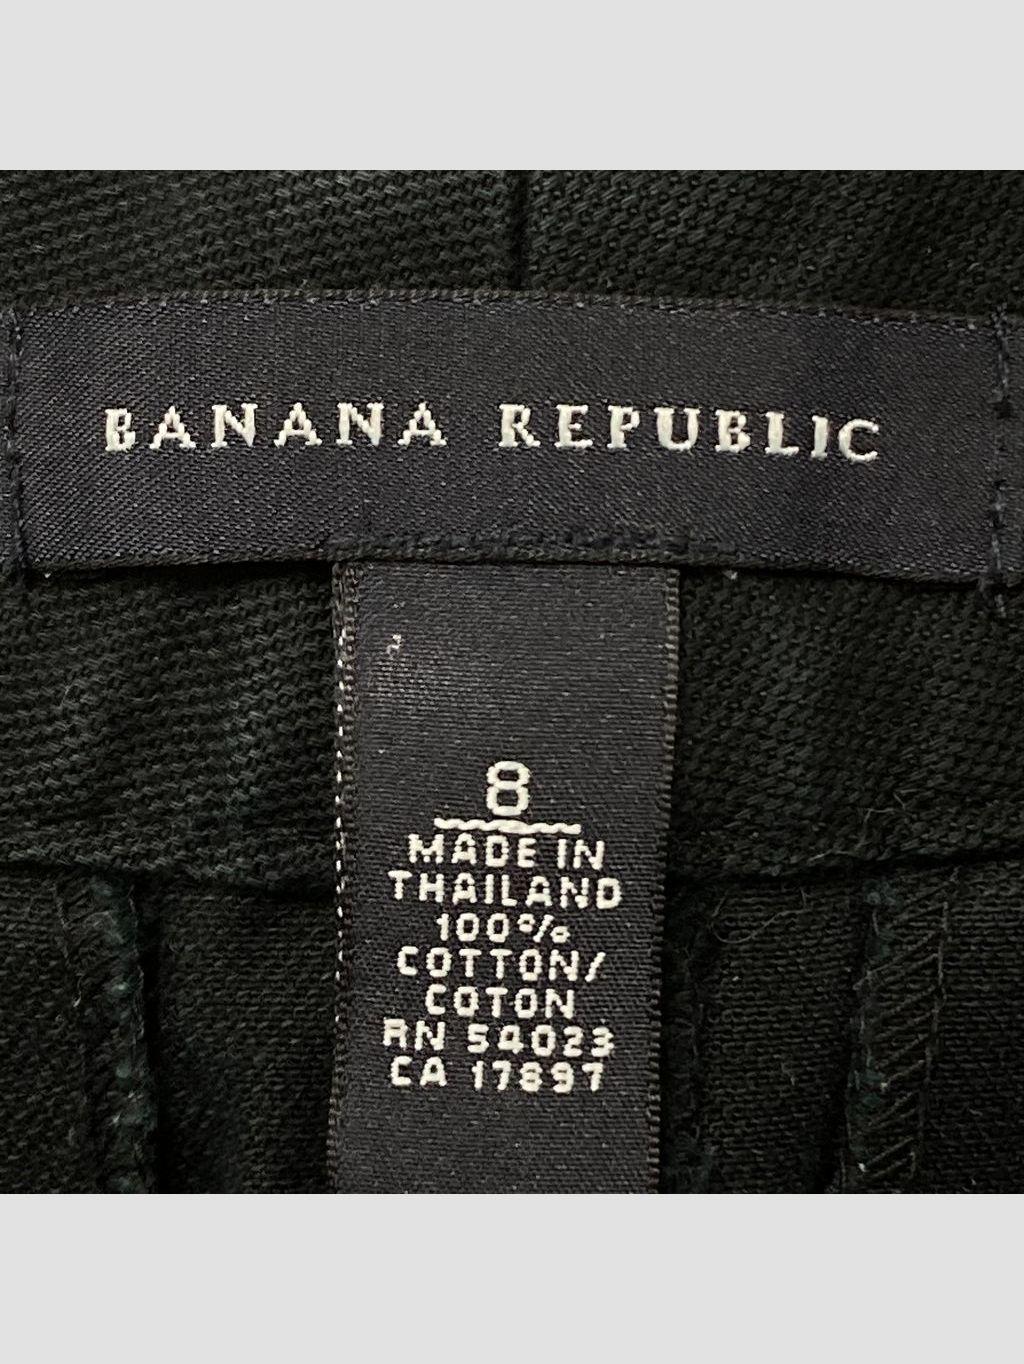 BANANA REPUBLIC
8
MADE IN
THAILAND
100%
COTTON/
COTON
RN 54023
CA 17897